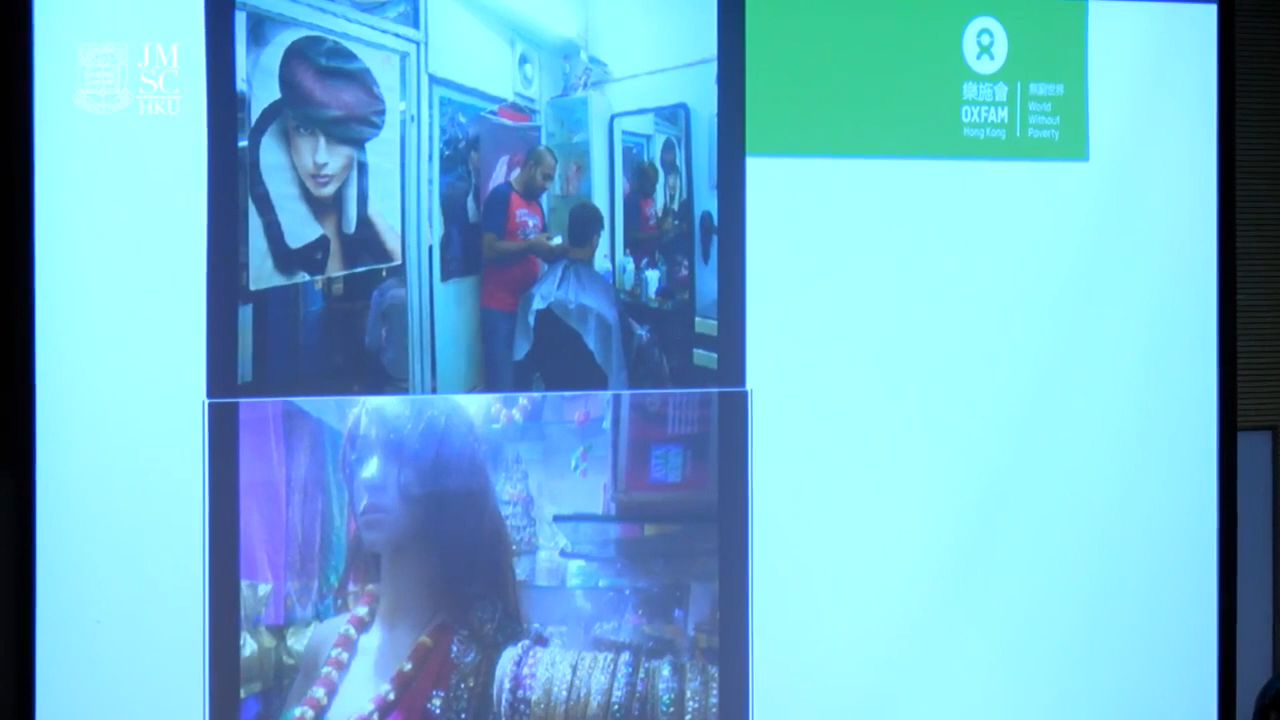 JM
SC
HKU
樂施會
OXFAM
Hong Kong
無窮世界
World
Without
Poverty